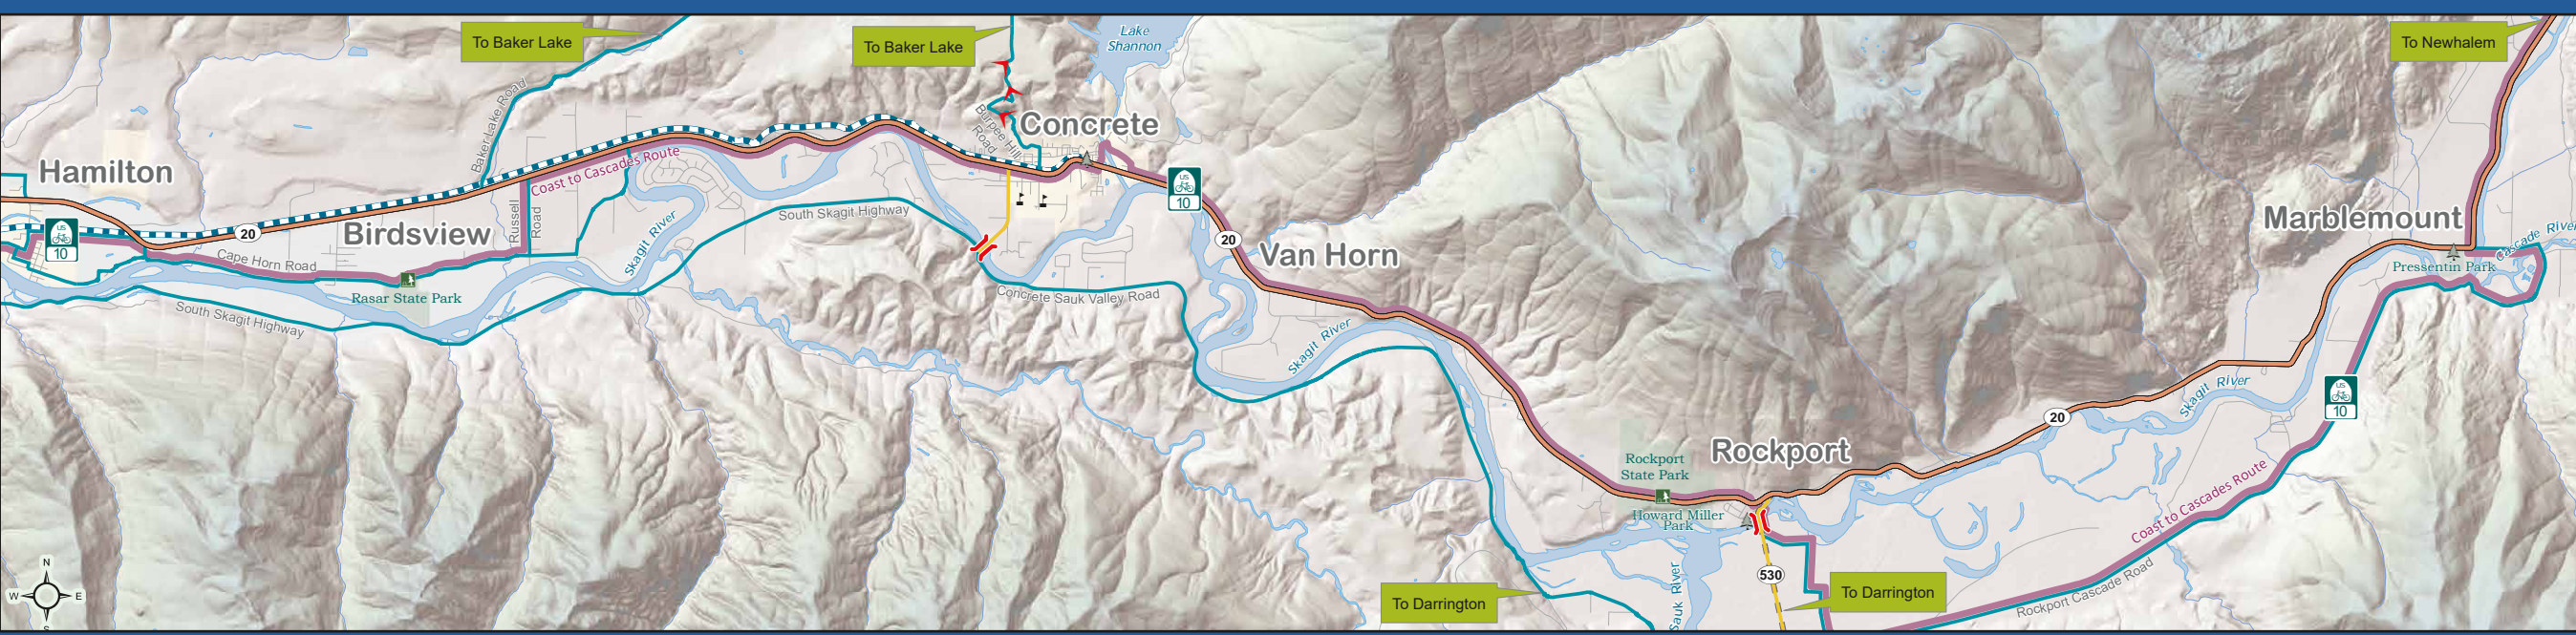 To Baker Lake
To Baker Lake
Lake
Shannon
To Newhalem
Baker Lake Road
Burpee Hill
Road
Concrete
Hamilton
Coast to Cascades Route
US
10
US
10
20
Birdsview
Russell
Road
South Skagit Highway
Skagit River
20
Van Horn
Marblemount
Cascade River
Pressentin Park
Cape Horn Road
Rasar State Park
South Skagit Highway
Concrete Sauk Valley Road
Skagit River
Skagit River
US
10
20
Rockport
Rockport
State Park
Howard Miller
Park
Coast to Cascades Route
Rockport Cascade Road
Sauk River
530
To Darrington
To Darrington
N
W
E
S